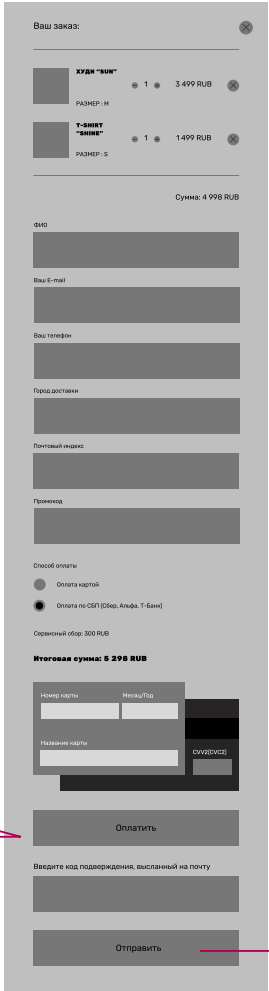 Ваш заказ:
ХУДИ "SUN"
1
3 499 RUB
РАЗМЕР: M
T-SHIRT
"SHINE"
1
1 499 RUB
РАЗМЕР: S
Сумма: 4 998 RUB
ФИО
Ваш E-mail
Ваш телефон
Город доставки
Почтовый индекс
Промокод
Способ оплаты
Оплата картой
Оплата по СБП (Сбер, Альфа, Т-Банк)
Сервисный сбор: 300 RUB
Итоговая сумма: 5 298 RUB
Номер карты
Месяц/Год
Название карты
CVV2(CVC2)
Оплатить
Введите код подверждения, высланный на почту
Отправить